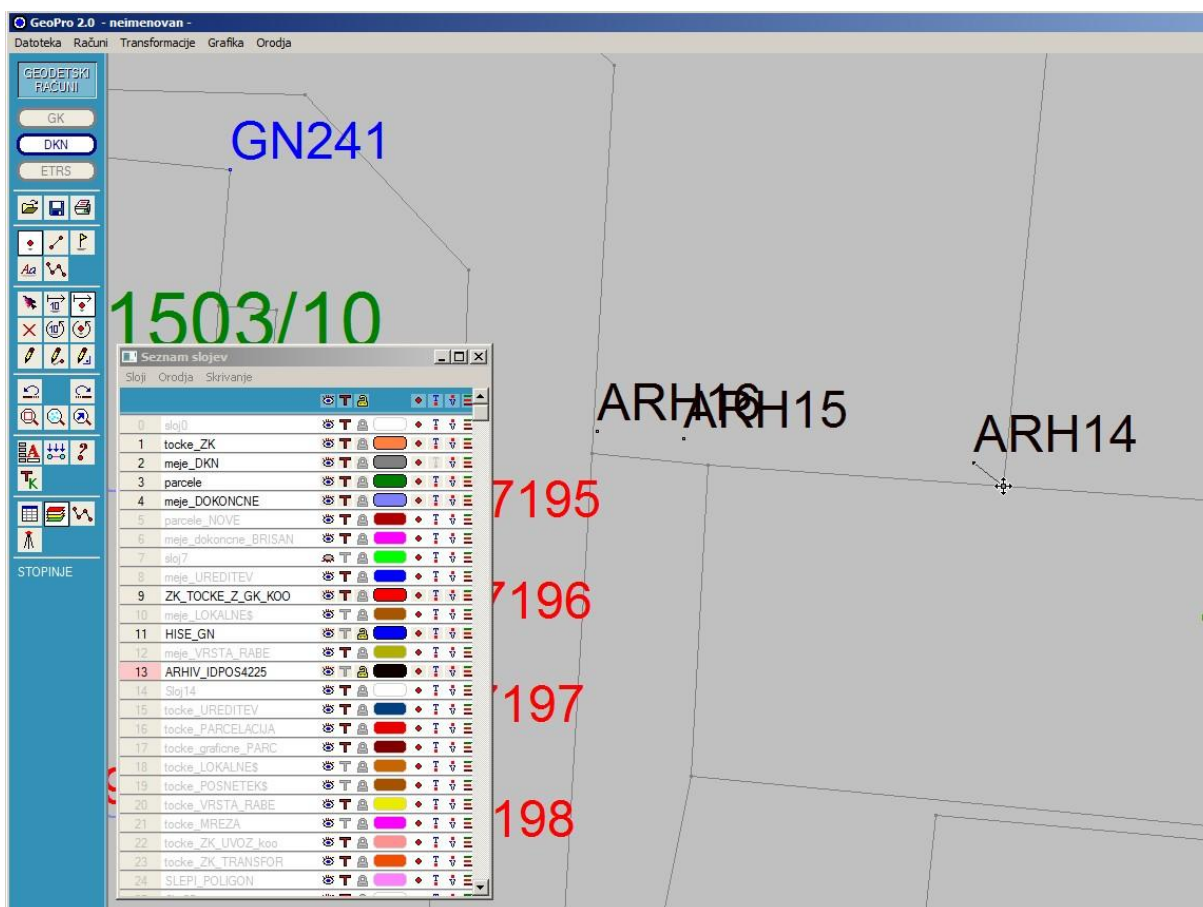 GeoPro 2.0 - neimenovan -
Datoteka Računi Transformacije Grafika Orodja
GEODETSKI
RAČUNI
GK
DKN
ETRS
STOPINJE
GN241
1503/10
ARH16
ARH15
ARH14
7195
7196
7197
198
Seznam slojev
Sloji Orodja Skrivanje
0 sloj0
1 tocke_ZK
2 meje_DKN
3 parcele
4 meje_DOKONCNE
5 parcele_NOVE
6 meje_dokoncne_BRISAN
7 sloj7
8 meje_UREDITEV
9 ZK_TOCKE_Z_GK_KOO
10 meje_LOKALNE$
11 HISE_GN
12 meje_VRSTA_RABE
13 ARHIV_IDPOS4225
14 Sloj14
15 tocke_UREDITEV
16 tocke_PARCELACIJA
17 tocke_graficne_PARC
18 tocke_LOKALNE$
19 tocke_POSNETEK$
20 tocke_VRSTA_RABE
21 tocke_MREZA
22 tocke_ZK_UVOZ_koo
23 tocke_ZK_TRANSFOR
24 SLEPI_POLIGON